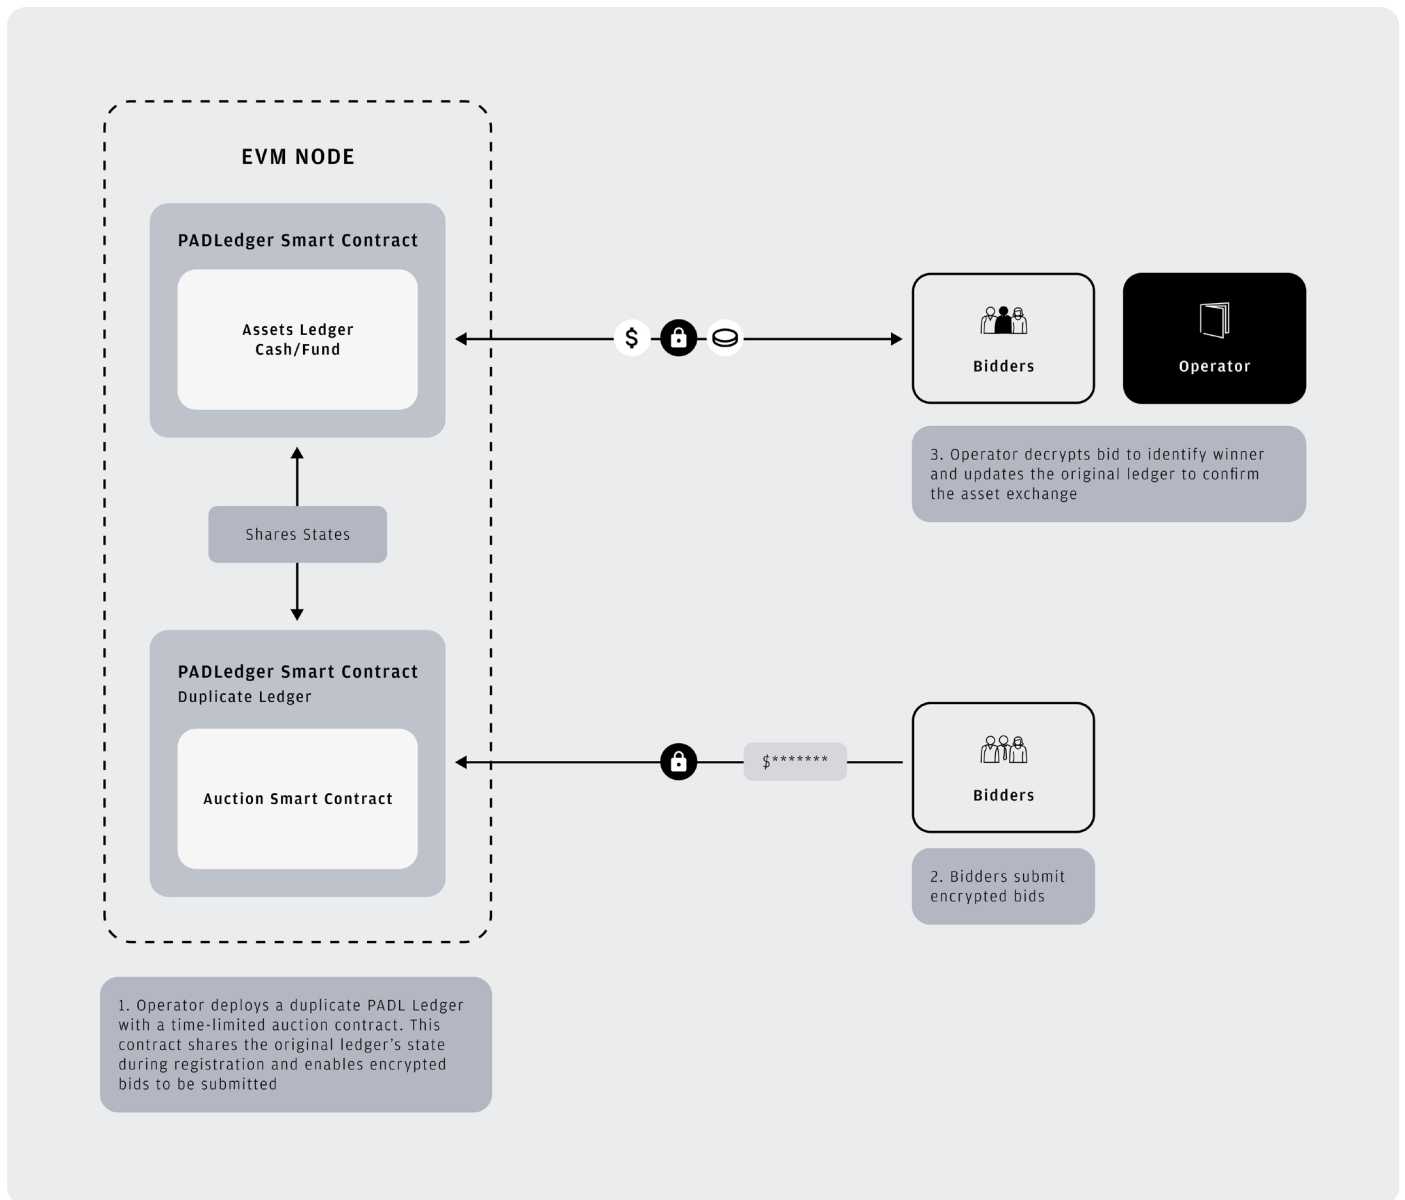 EVM NODE
PADLedger Smart Contract
Assets Ledger
Cash/Fund
$
Bidders
Operator
3. Operator decrypts bid to identify winner
and updates the original ledger to confirm
the asset exchange
Shares States
PADLedger Smart Contract
Duplicate Ledger
Auction Smart Contract
$*******
Bidders
2. Bidders submit
encrypted bids
1. Operator deploys a duplicate PADL Ledger
with a time-limited auction contract. This
contract shares the original ledger's state
during registration and enables encrypted
bids to be submitted